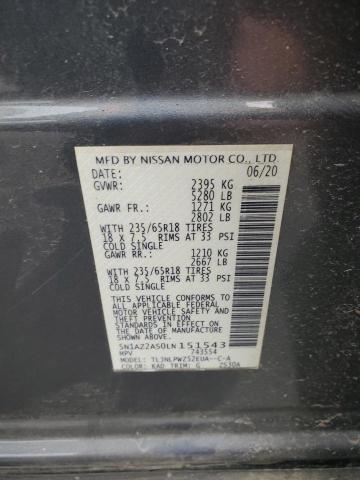 MFD BY NISSAN MOTOR CO., LTD.
DATE: 06/20
GVWR: 2395 KG
5280 LB
GAWR FR: 1271 KG
2802 LB
WITH 235/65R18 TIRES
18 X 7.5 RIMS AT 33 PSI
COLD SINGLE
GAWR RR: 1210 KG
2667 LB
WITH 235/65R18 TIRES
18 X 7.5 RIMS AT 33 PSI
COLD SINGLE
THIS VEHICLE CONFORMS TO
ALL APPLICABLE FEDERAL
MOTOR VEHICLE SAFETY
AND THEFT PREVENTION
STANDARDS IN EFFECT ON
THE DATE OF MANUFACTURE
SHOWN ABOVE.
5N1AZ2AS0LN151543
MPV 743554
MODEL: TLJNLPWZ52EUA--C-A
COLOR: KAD TRIM: G ZS30A